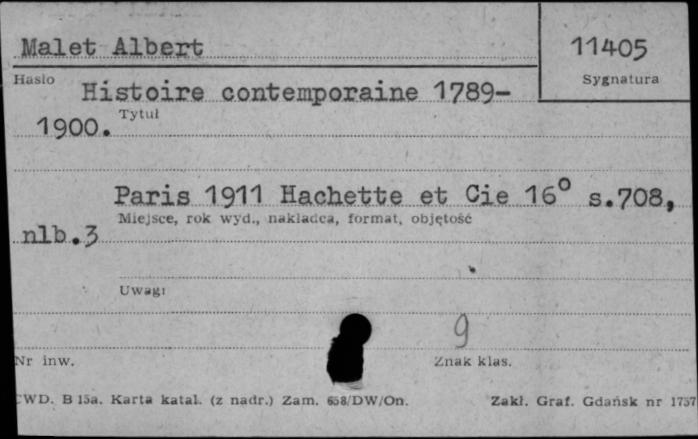 Malet Albert
11405
Hasło
Sygnatura
Histoire contemporaine 1789-
Tytuł
1900.
Paris 1911 Hachette et Cie 16° s.708,
Miejsce, rok wyd., nakładca, format, objętość
nlb.3
Uwagi
9
Nr inw.
Znak klas.
CWD. B 15a. Karta katal. (z nadr.) Zam. 658/DW/On.
Zakł. Graf. Gdańsk nr 1757